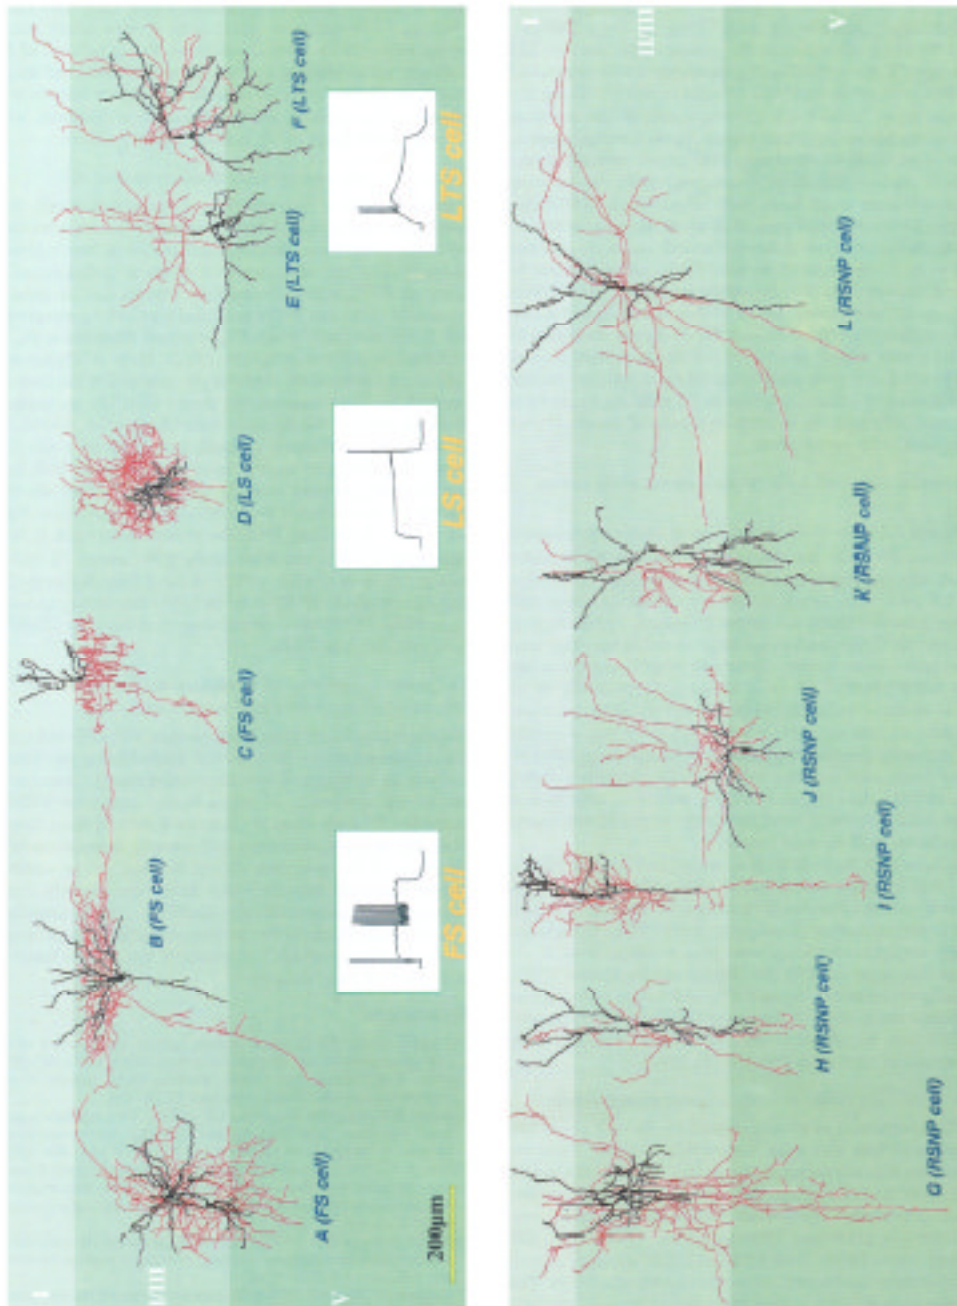 I
I/III
V
A (FS cell)
B (FS cell)
C (FS cell)
D (LS cell)
E (LTS cell)
F (LTS cell)
FS cell
LS cell
LTS cell
200µm
I
II/III
V
G (RSNP cell)
H (RSNP cell)
I (RSNP cell)
J (RSNP cell)
K (RSNP cell)
L (RSNP cell)